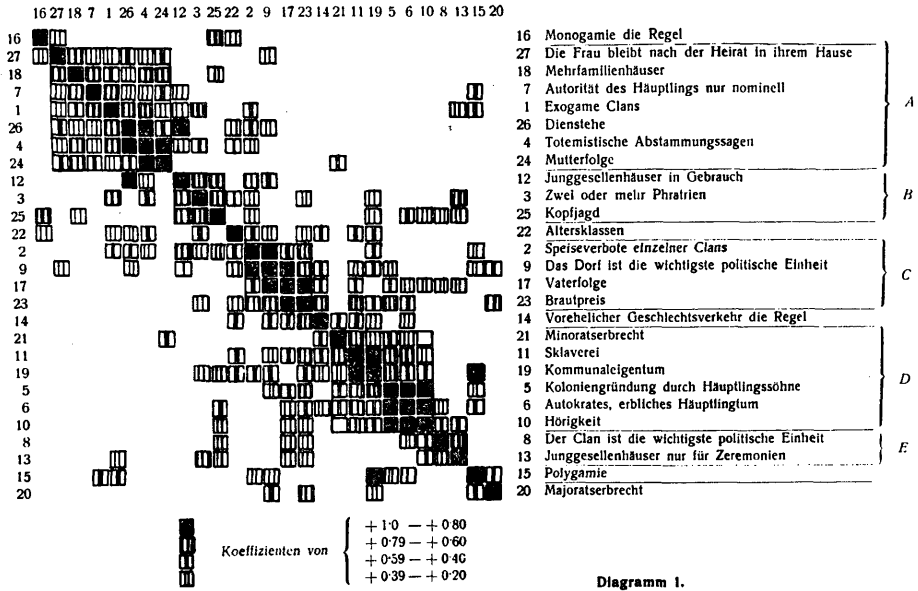 16 27 18 7 1 26 4 24 12 3 25 22 2 9 17 23 14 21 11 19 5 6 10 8 13 15 20
16 16 Monogamie die Regel
27 27 Die Frau bleibt nach der Heirat in ihrem Hause
18 18 Mehrfamilienhäuser
7 7 Autorität des Häuptlings nur nominell
1 1 Exogame Clans A
26 26 Dienstehe
4 4 Totemistische Abstammungssagen
24 24 Mutterfolge
12 12 Junggesellenhäuser in Gebrauch
3 3 Zwei oder mehr Phratrien B
25 25 Kopfjagd
22 22 Altersklassen
2 2 Speiseverbote einzelner Clans
9 9 Das Dorf ist die wichtigste politische Einheit C
17 17 Vaterfolge
23 23 Brautpreis
14 14 Vorehelicher Geschlechtsverkehr die Regel
21 21 Minoratserbrecht
11 11 Sklaverei
19 19 Kommunaleigentum
5 5 Koloniengründung durch Häuptlingssöhne D
6 6 Autokrates, erbliches Häuptlingtum
10 10 Hörigkeit
8 8 Der Clan ist die wichtigste politische Einheit E
13 13 Junggesellenhäuser nur für Zeremonien
15 15 Polygamie
20 20 Majoratserbrecht
+ 1·0 — + 0·80
Koeffizienten von + 0·79 — + 0·60
+ 0·59 — + 0·40
+ 0·39 — + 0·20
Diagramm 1.